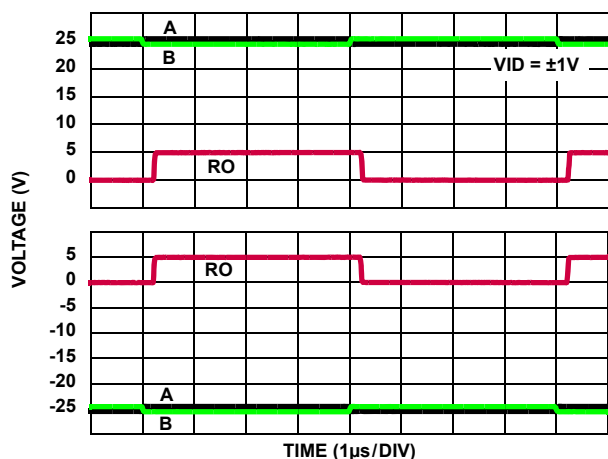 25
20
15
10
5
0
A
B
VID = ±1V
RO
VOLTAGE (V)
5
0
-5
-10
-15
-20
-25
RO
A
B
TIME (1µs/DIV)